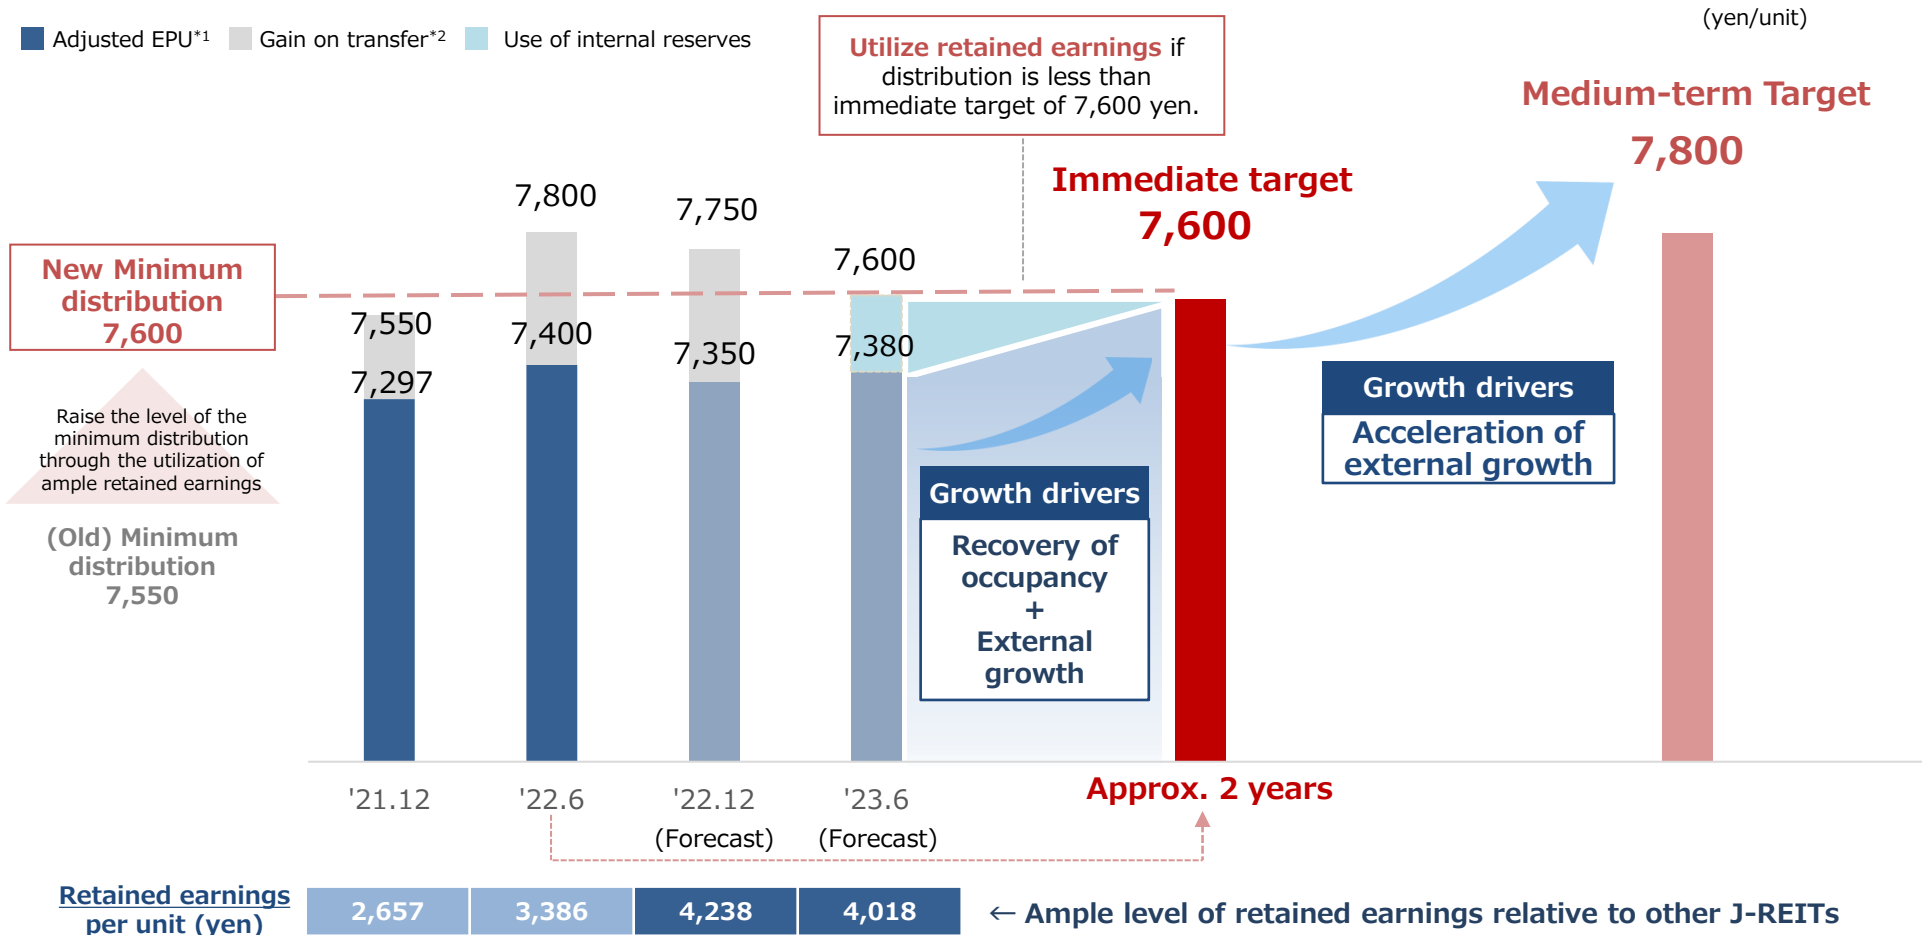 (yen/unit)
Adjusted EPU*1
Gain on transfer*2
Use of internal reserves
Utilize retained earnings if
distribution is less than
immediate target of 7,600 yen.
Medium-term Target
7,800
Immediate target
7,600
7,800
7,750
7,600
New Minimum
distribution
7,600
7,550
7,400
7,350
7,380
7,297
Raise the level of the
minimum distribution
through the utilization of
ample retained earnings
(Old) Minimum
distribution
7,550
Growth drivers
Acceleration of
external growth
Growth drivers
Recovery of
occupancy
+
External
growth
'21.12
'22.6
'22.12
(Forecast)
'23.6
(Forecast)
Approx. 2 years
Retained earnings
per unit (yen)
2,657
3,386
4,238
4,018
← Ample level of retained earnings relative to other J-REITs